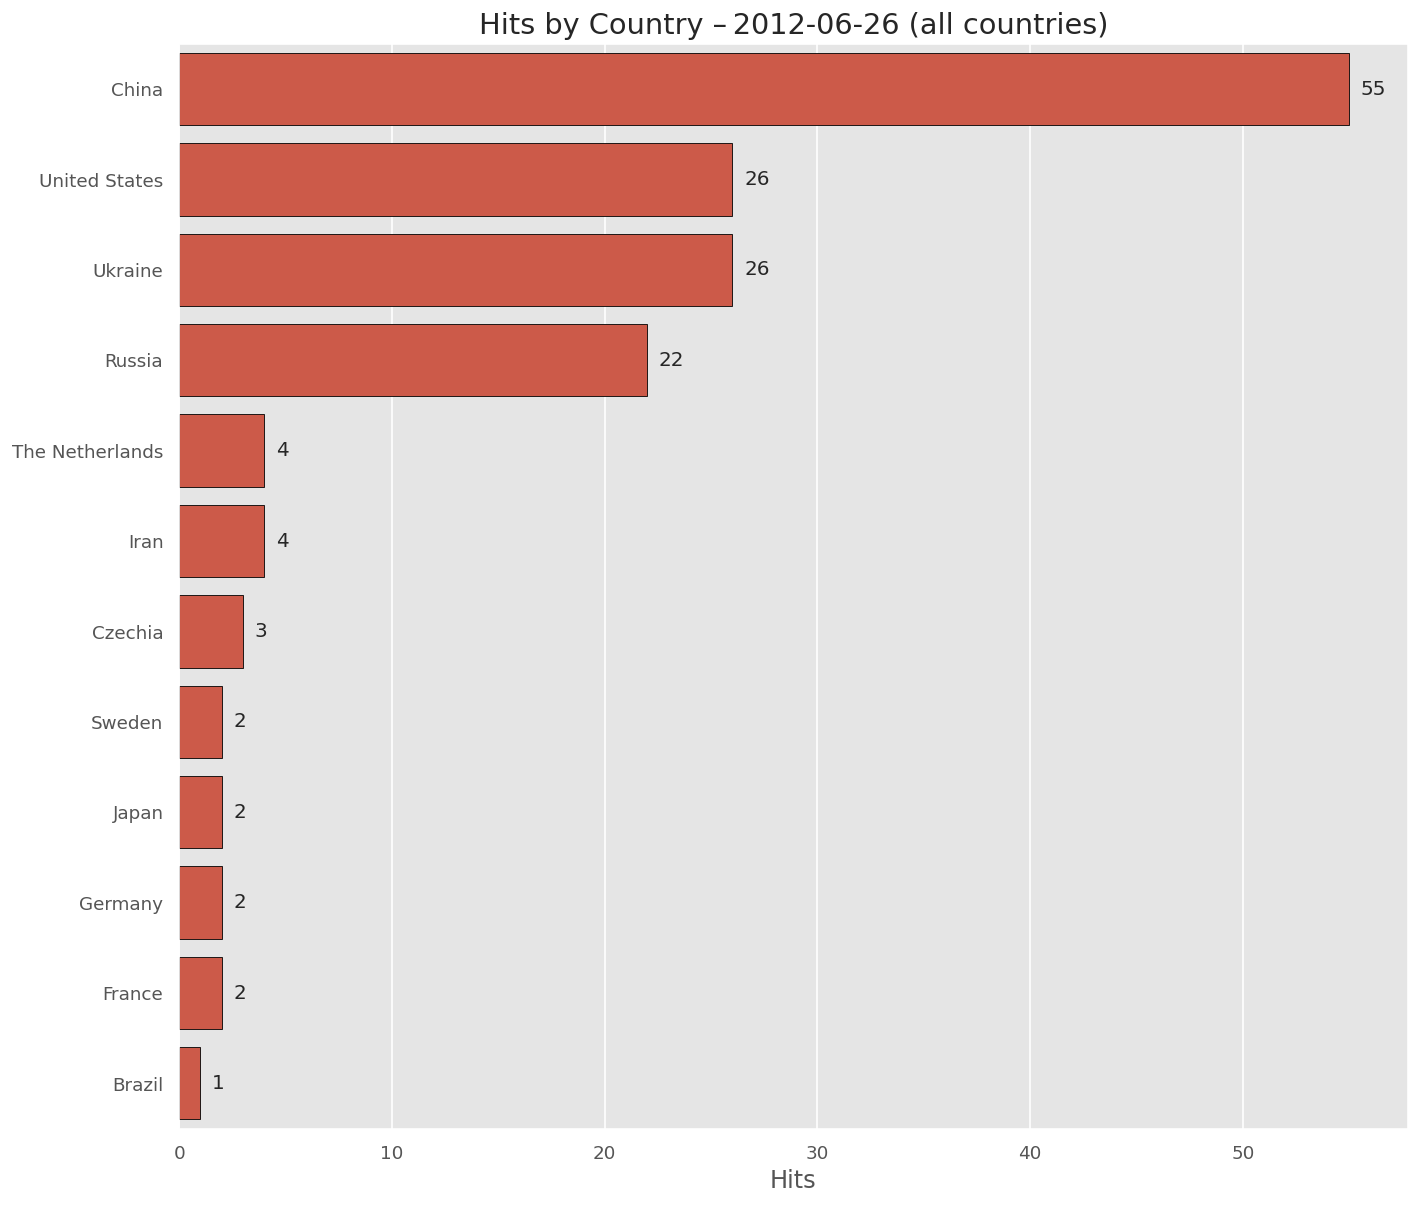 Hits by Country – 2012-06-26 (all countries)
China 55
United States 26
Ukraine 26
Russia 22
The Netherlands 4
Iran 4
Czechia 3
Sweden 2
Japan 2
Germany 2
France 2
Brazil 1
0 10 20 30 40 50
Hits